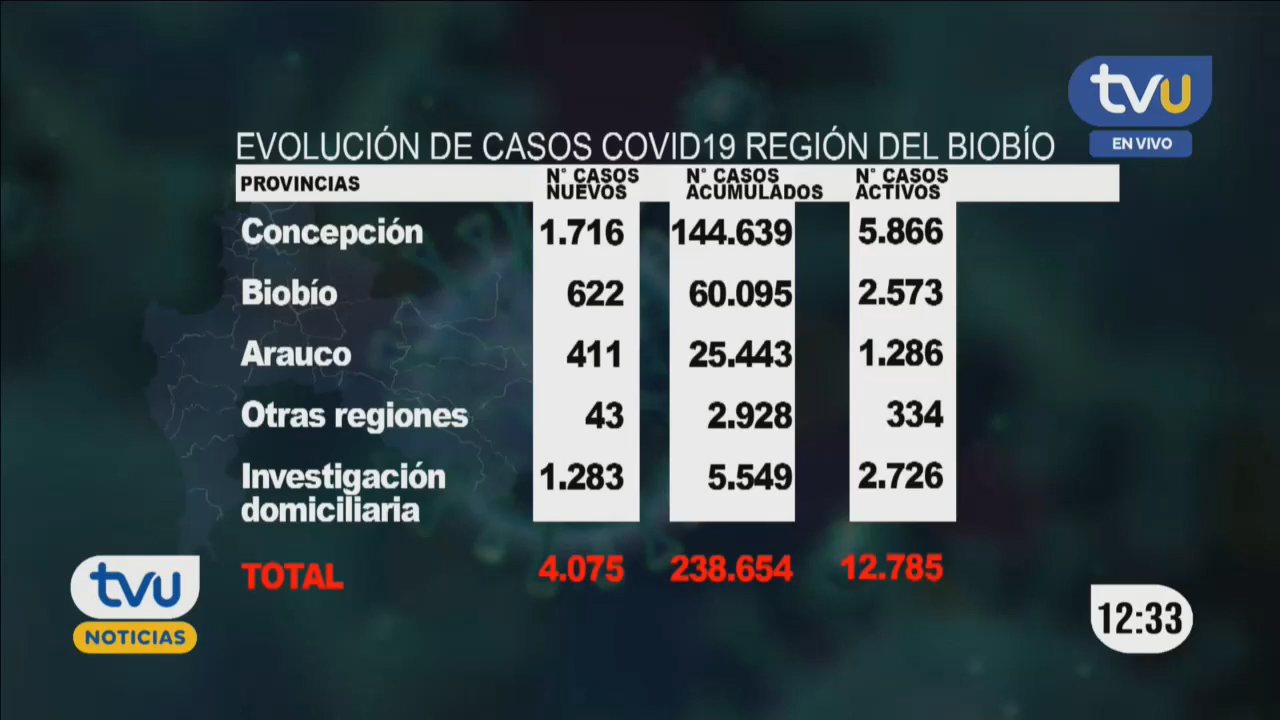 tvu
EN VIVO
EVOLUCIÓN DE CASOS COVID19 REGIÓN DEL BIOBÍO
PROVINCIAS N° CASOS NUEVOS N° CASOS ACUMULADOS N° CASOS ACTIVOS
Concepción 1.716 144.639 5.866
Biobío 622 60.095 2.573
Arauco 411 25.443 1.286
Otras regiones 43 2.928 334
Investigación domiciliaria 1.283 5.549 2.726
TOTAL 4.075 238.654 12.785
tvu
NOTICIAS
12:33